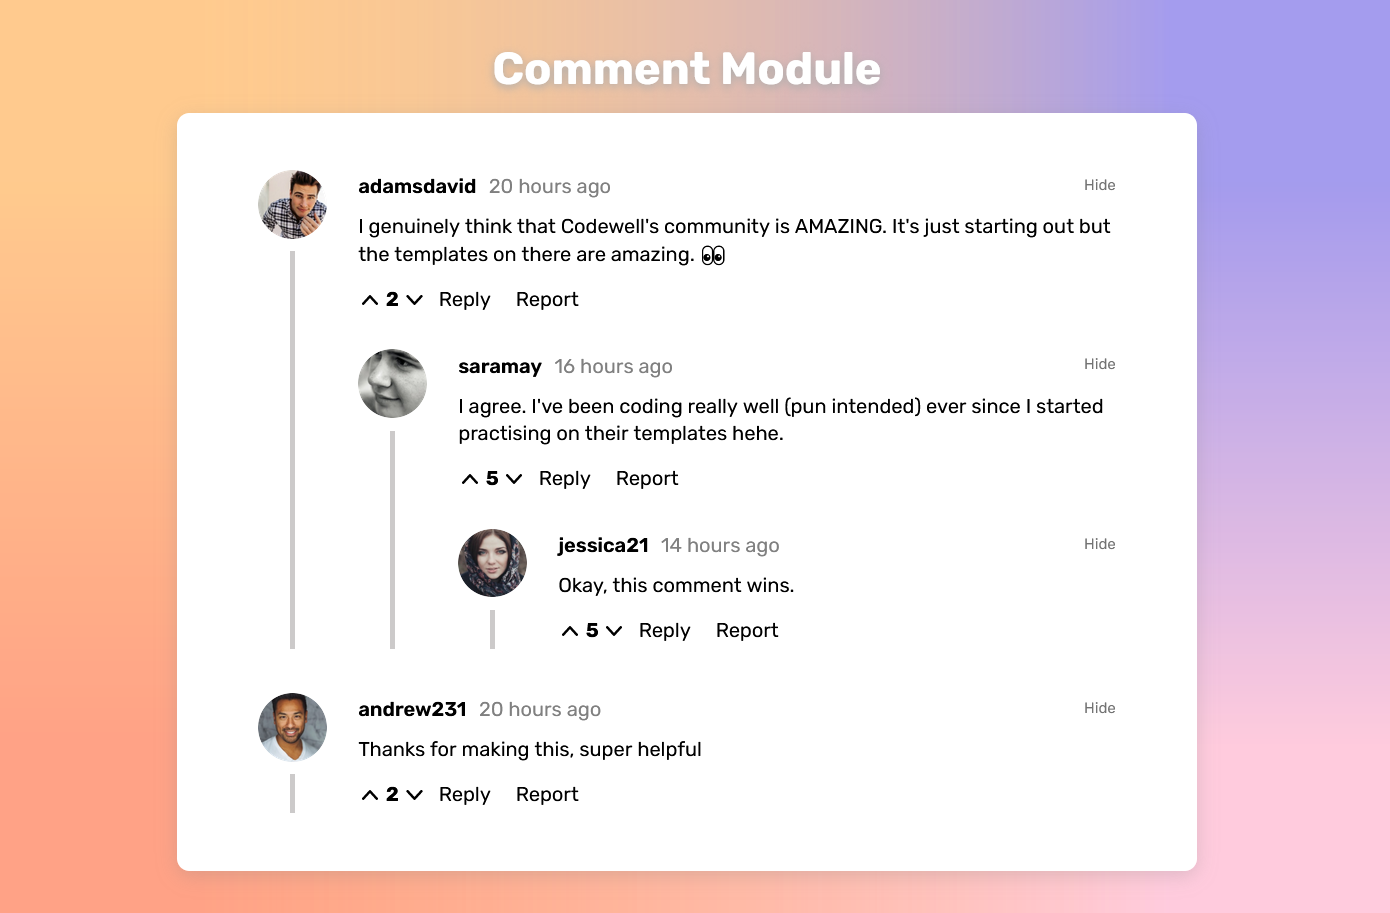 Comment Module
adamsdavid 20 hours ago Hide
I genuinely think that Codewell's community is AMAZING. It's just starting out but
the templates on there are amazing. 👀
2 Reply Report
saramay 16 hours ago Hide
I agree. I've been coding really well (pun intended) ever since I started
practising on their templates hehe.
5 Reply Report
jessica21 14 hours ago Hide
Okay, this comment wins.
5 Reply Report
andrew231 20 hours ago Hide
Thanks for making this, super helpful
2 Reply Report